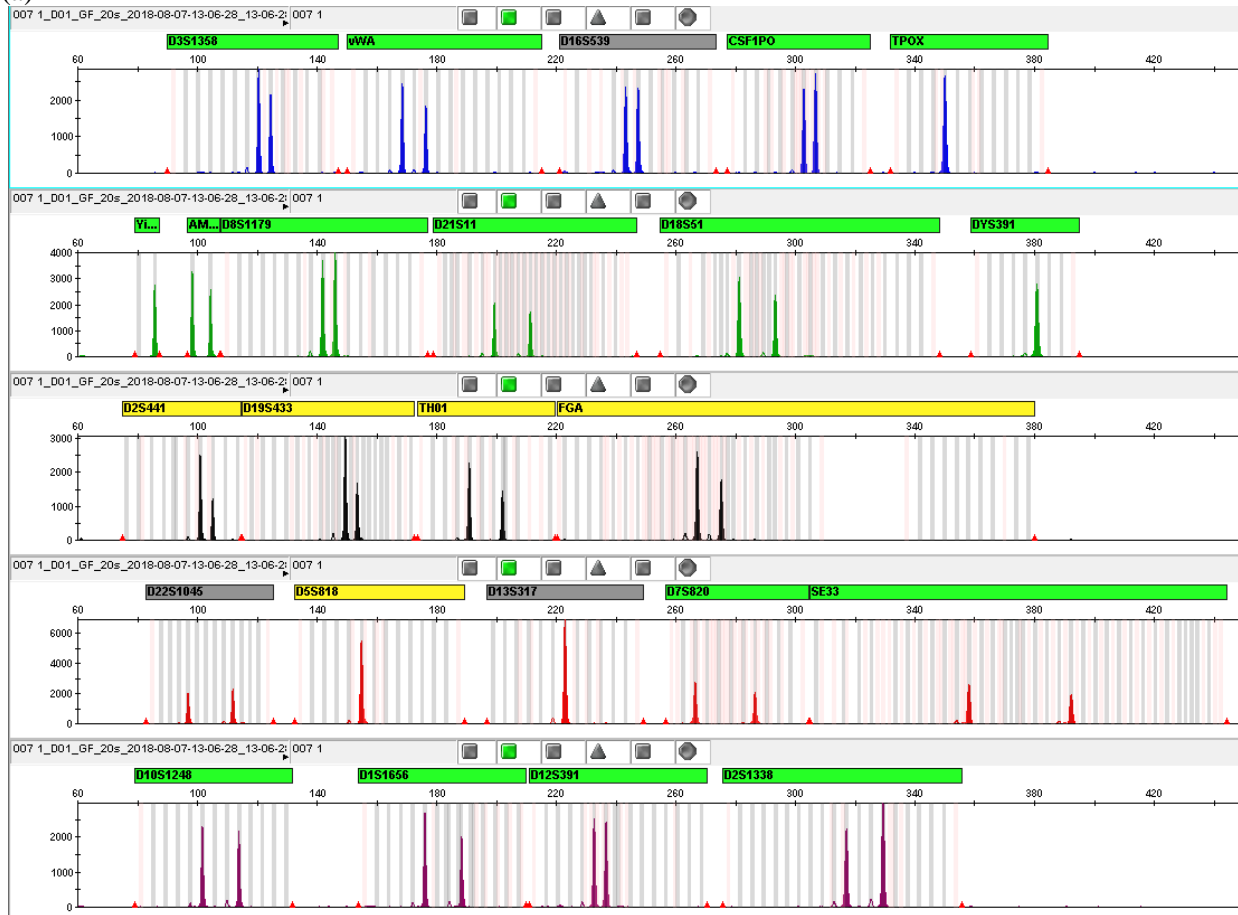 007 1_D01_GF_20s_2018-08-07-13-06-28_13-06-2: 007 1
D3S1358 vWA D16S539 CSF1PO TPOX
60 100 140 180 220 260 300 340 380 420
2000
1000
0
007 1_D01_GF_20s_2018-08-07-13-06-28_13-06-2: 007 1
Yi... AM... D8S1179 D21S11 D18S51 DYS391
60 100 140 180 220 260 300 340 380 420
4000
3000
2000
1000
0
007 1_D01_GF_20s_2018-08-07-13-06-28_13-06-2: 007 1
D2S441 D19S433 TH01 FGA
60 100 140 180 220 260 300 340 380 420
3000
2000
1000
0
007 1_D01_GF_20s_2018-08-07-13-06-28_13-06-2: 007 1
D22S1045 D5S818 D13S317 D7S820 SE33
60 100 140 180 220 260 300 340 380 420
6000
4000
2000
0
007 1_D01_GF_20s_2018-08-07-13-06-28_13-06-2: 007 1
D10S1248 D1S1656 D12S391 D2S1338
60 100 140 180 220 260 300 340 380 420
2000
1000
0